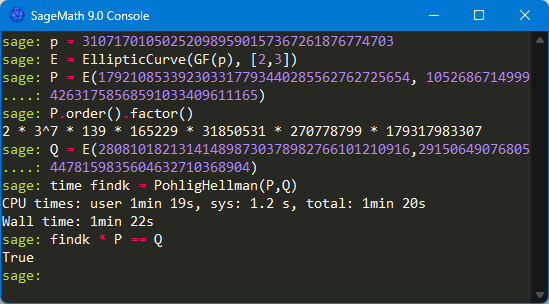 SageMath 9.0 Console
sage: p = 310717010502520989590157367261876774703
sage: E = EllipticCurve(GF(p), [2,3])
sage: P = E(179210853392303317793440285562762725654, 1052686714999
....: 42631758568591033409611165)
sage: P.order().factor()
2 * 3^7 * 139 * 165229 * 31850531 * 270778799 * 179317983307
sage: Q = E(280810182131414898730378982766101210916,29150649076805
....: 4478159835604632710368904)
sage: time findk = PohligHellman(P,Q)
CPU times: user 1min 19s, sys: 1.2 s, total: 1min 20s
Wall time: 1min 22s
sage: findk * P == Q
True
sage: